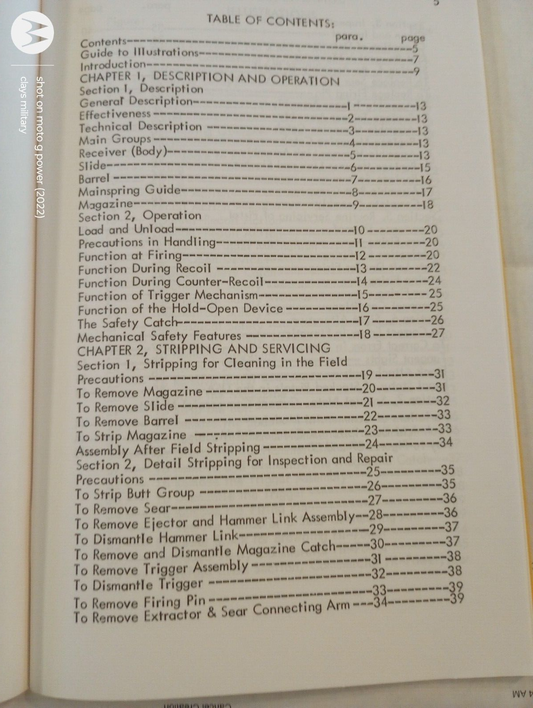 5
TABLE OF CONTENTS:
para. page
Contents-----5
Guide to Illustrations-----7
Introduction-----9
CHAPTER I, DESCRIPTION AND OPERATION
Section I, Description
General Description-----1-----13
Effectiveness-----2-----13
Technical Description-----3-----13
Main Groups-----4-----13
Receiver (Body)-----5-----13
Slide-----6-----15
Barrel-----7-----16
Mainspring Guide-----8-----17
Magazine-----9-----18
Section 2, Operation
Load and Unload-----10-----20
Precautions in Handling-----11-----20
Function at Firing-----12-----20
Function During Recoil-----13-----22
Function During Counter-Recoil-----14-----24
Function of Trigger Mechanism-----15-----25
Function of the Hold-Open Device-----16-----25
The Safety Catch-----17-----26
Mechanical Safety Features-----18-----27
CHAPTER 2, STRIPPING AND SERVICING
Section 1, Stripping for Cleaning in the Field
Precautions-----19-----31
To Remove Magazine-----20-----31
To Remove Slide-----21-----32
To Remove Barrel-----22-----33
To Strip Magazine-----23-----33
Assembly After Field Stripping-----24-----34
Section 2, Detail Stripping for Inspection and Repair
Precautions-----25-----35
To Strip Butt Group-----26-----35
To Remove Sear-----27-----36
To Remove Ejector and Hammer Link Assembly--28-----36
To Dismantle Hammer Link-----29-----37
To Remove and Dismantle Magazine Catch-----30-----37
To Remove Trigger Assembly-----31-----38
To Dismantle Trigger-----32-----38
To Remove Firing Pin-----33-----39
To Remove Extractor & Sear Connecting Arm---34-----39
shot on moto g power (2022)
clays military